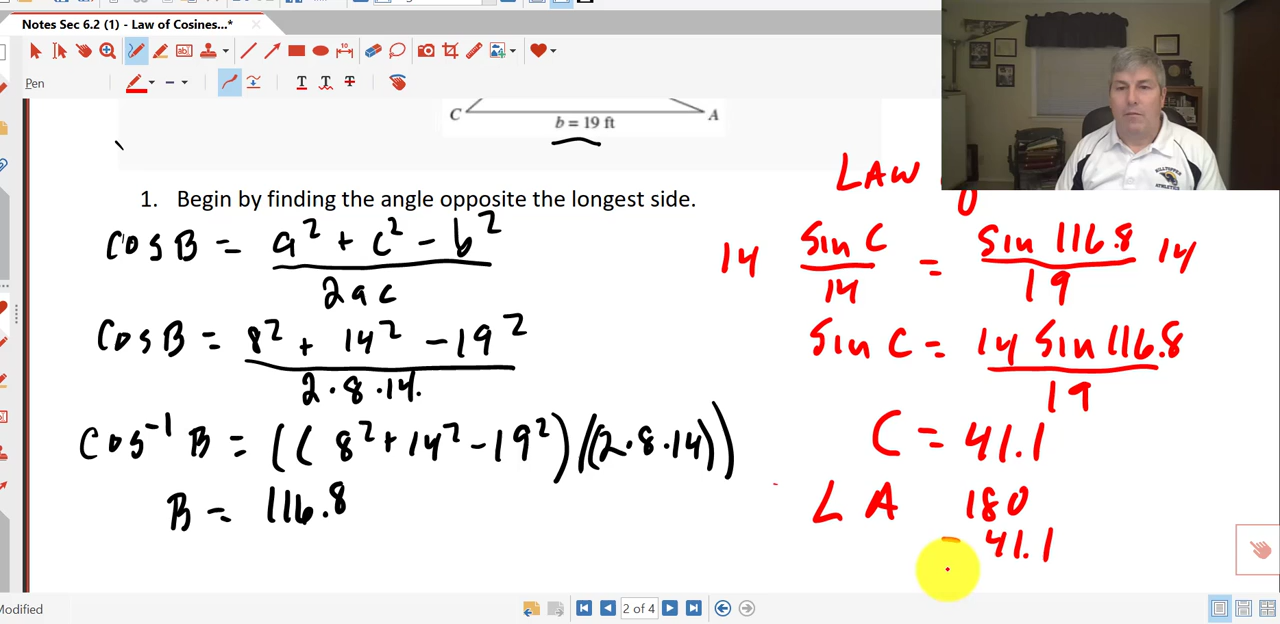 Notes Sec 6.2 (1) - Law of Cosines...*
Pen
C
A
b = 19 ft
1. Begin by finding the angle opposite the longest side.
cos B = a² + c² - b²
2ac
cos B = 8² + 14² - 19²
2 · 8 · 14.
cos⁻¹ B = (( 8² + 14² - 19²) / (2 · 8 · 14))
B = 116.8
LAW
14 sin C = sin 116.8 14
14 19
sin C = 14 sin 116.8
19
C = 41.1
∠ A 180
- 41.1
HILLTOPPER
ATHLETICS
Modified
2 of 4